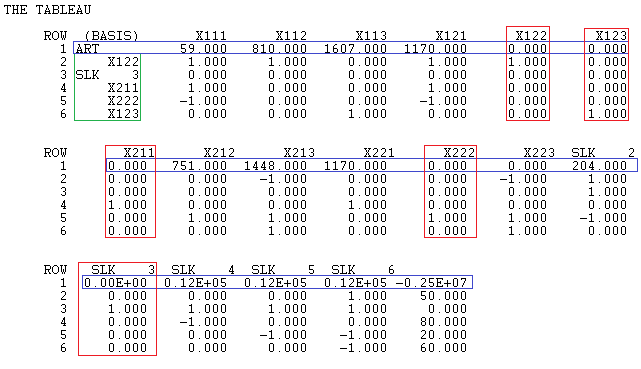 THE TABLEAU
ROW (BASIS) X111 X112 X113 X121 X122 X123
1 ART 59.000 810.000 1607.000 1170.000 0.000 0.000
2 X122 1.000 1.000 0.000 0.000 1.000 0.000
3 SLK 3 0.000 0.000 0.000 0.000 0.000 0.000
4 X211 1.000 0.000 0.000 1.000 0.000 0.000
5 X222 -1.000 0.000 0.000 -1.000 0.000 0.000
6 X123 0.000 0.000 1.000 0.000 0.000 1.000
ROW X211 X212 X213 X221 X222 X223 SLK 2
1 0.000 751.000 1448.000 1170.000 0.000 0.000 204.000
2 0.000 0.000 -1.000 0.000 0.000 -1.000 1.000
3 0.000 0.000 0.000 0.000 0.000 0.000 1.000
4 1.000 0.000 0.000 1.000 0.000 0.000 0.000
5 0.000 1.000 1.000 0.000 1.000 1.000 -1.000
6 0.000 0.000 1.000 0.000 0.000 1.000 0.000
ROW SLK 3 SLK 4 SLK 5 SLK 6
1 0.00E+00 0.12E+05 0.12E+05 0.12E+05 -0.25E+07
2 0.000 0.000 0.000 1.000 50.000
3 1.000 1.000 1.000 1.000 0.000
4 0.000 -1.000 0.000 0.000 80.000
5 0.000 0.000 -1.000 -1.000 20.000
6 0.000 0.000 0.000 -1.000 60.000